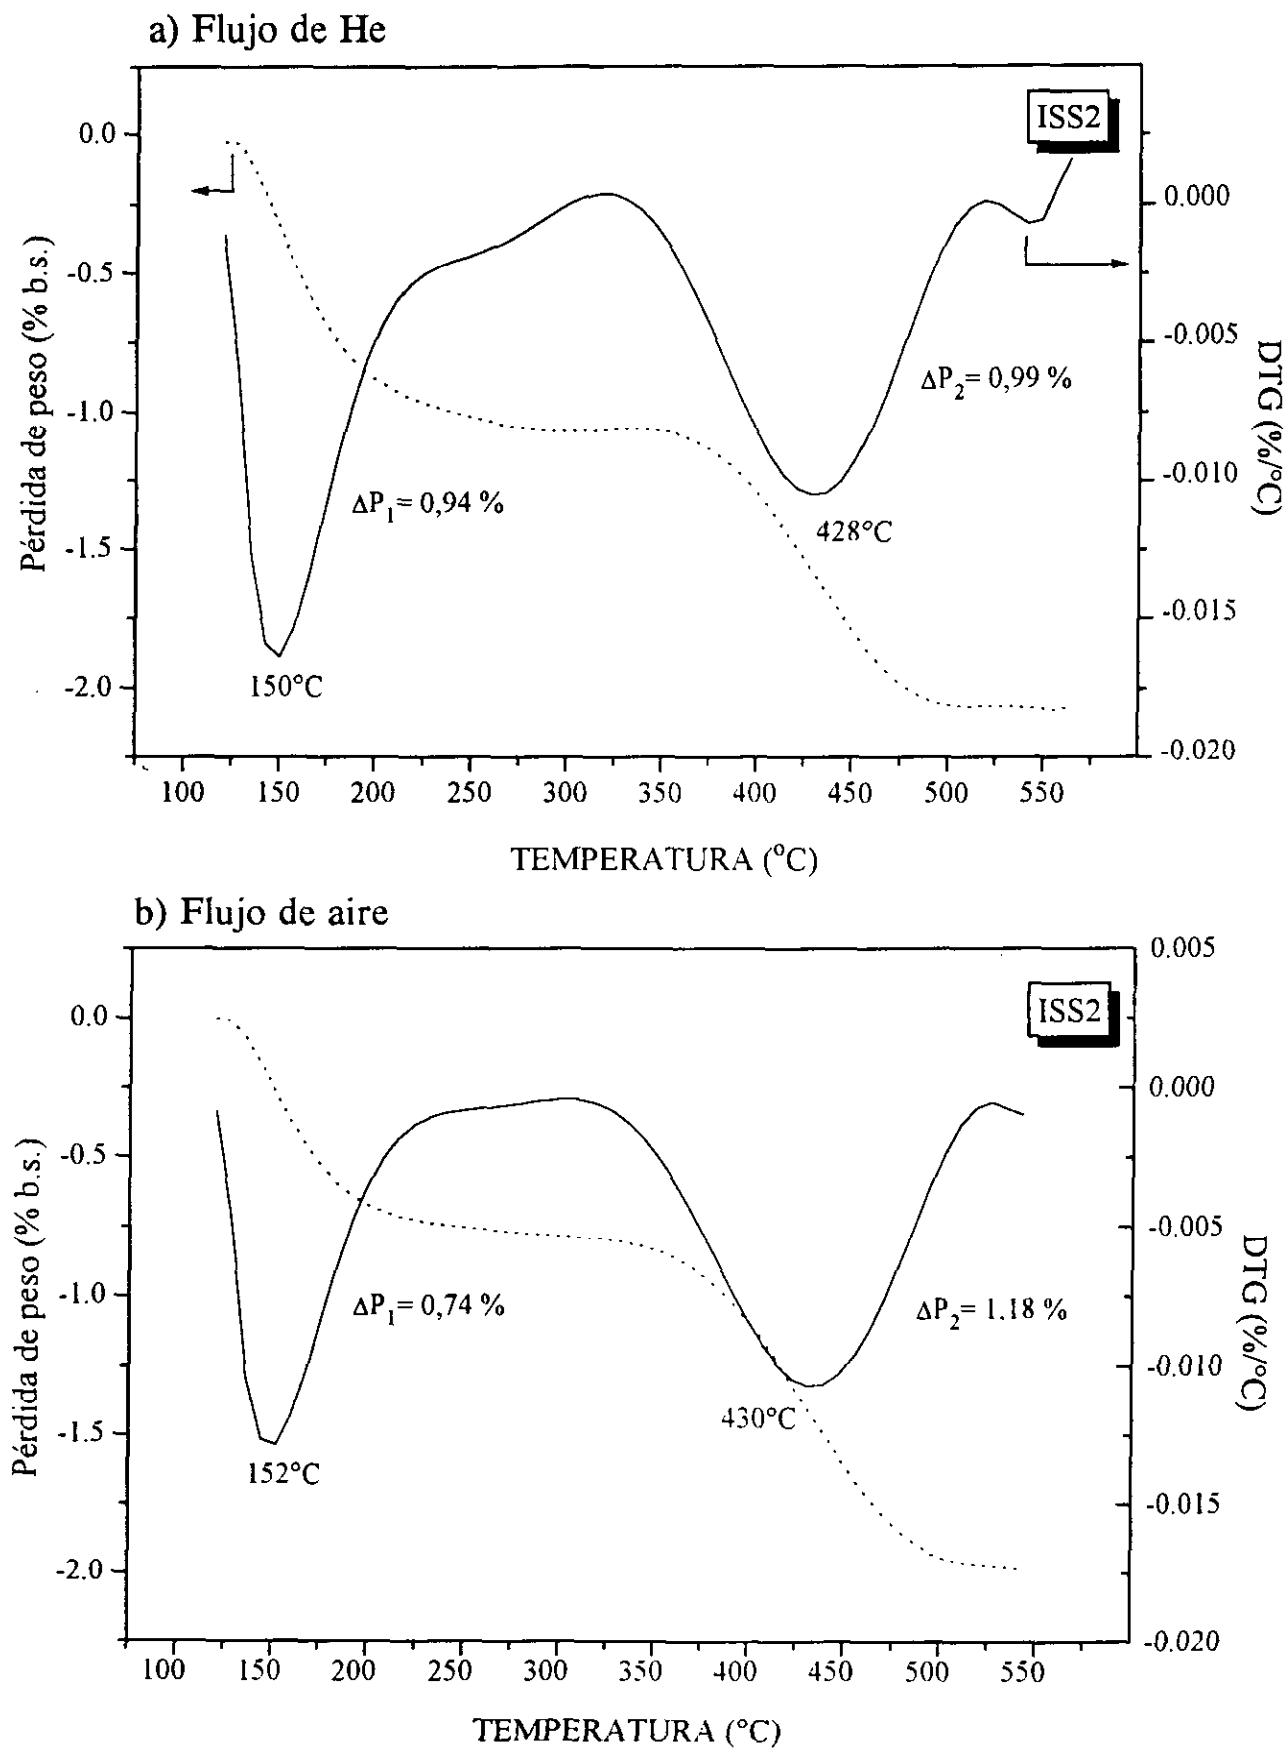 a) Flujo de He
ISS2
0.0
-0.5
-1.0
-1.5
-2.0
Pérdida de peso (% b.s.)
0.000
-0.005
-0.010
-0.015
-0.020
DTG (%/°C)
ΔP2= 0,99 %
ΔP1= 0,94 %
428°C
150°C
100 150 200 250 300 350 400 450 500 550
TEMPERATURA (°C)
b) Flujo de aire
ISS2
0.0
-0.5
-1.0
-1.5
-2.0
Pérdida de peso (% b.s.)
0.005
0.000
-0.005
-0.010
-0.015
-0.020
DTG (%/°C)
ΔP1= 0,74 %
ΔP2= 1.18 %
430°C
152°C
100 150 200 250 300 350 400 450 500 550
TEMPERATURA (°C)